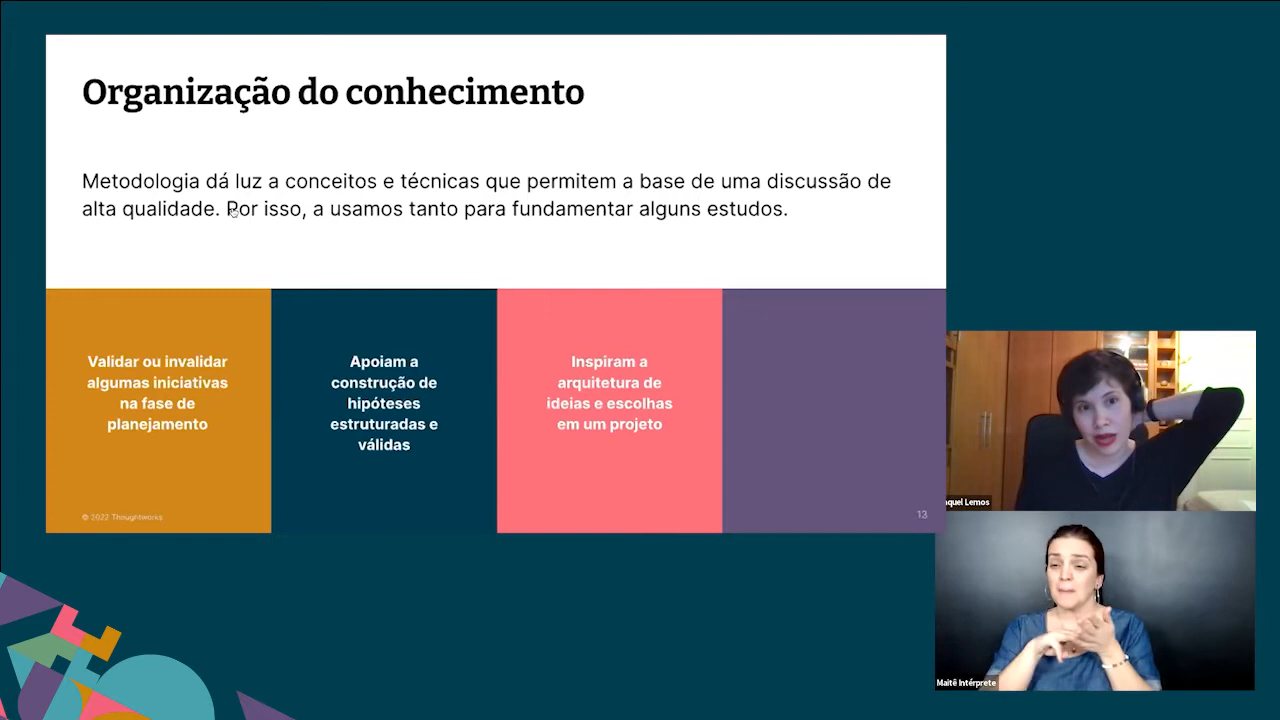 Organização do conhecimento
Metodologia dá luz a conceitos e técnicas que permitem a base de uma discussão de
alta qualidade. Por isso, a usamos tanto para fundamentar alguns estudos.
Validar ou invalidar
algumas iniciativas
na fase de
planejamento
Apoiam a
construção de
hipóteses
estruturadas e
válidas
Inspiram a
arquitetura de
ideias e escolhas
em um projeto
© 2022 Thoughtworks
13
aquel Lemos
Maitê Intérprete